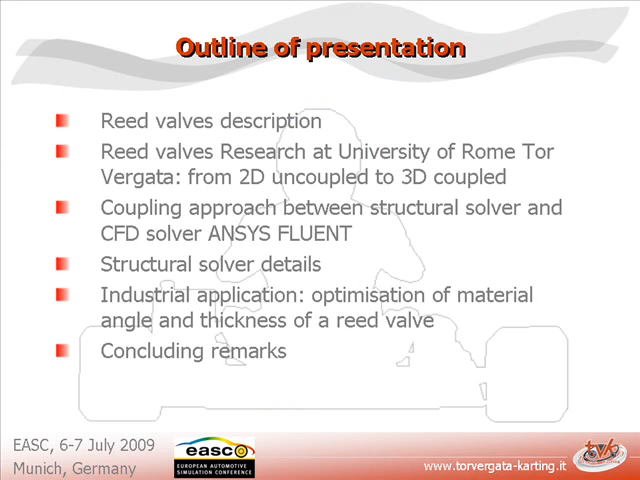 Outline of presentation
Reed valves description
Reed valves Research at University of Rome Tor
Vergata: from 2D uncoupled to 3D coupled
Coupling approach between structural solver and
CFD solver ANSYS FLUENT
Structural solver details
Industrial application: optimisation of material
angle and thickness of a reed valve
Concluding remarks
EASC, 6-7 July 2009
Munich, Germany
easc
EUROPEAN AUTOMOTIVE
SIMULATION CONFERENCE
www.torvergata-karting.it
tvk